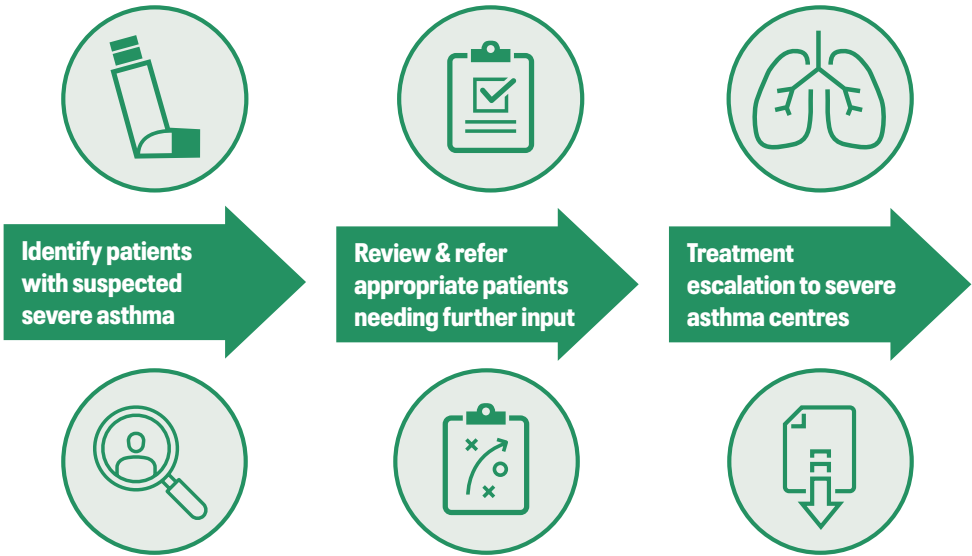 Identify patients
with suspected
severe asthma
Review & refer
appropriate patients
needing further input
Treatment
escalation to severe
asthma centres